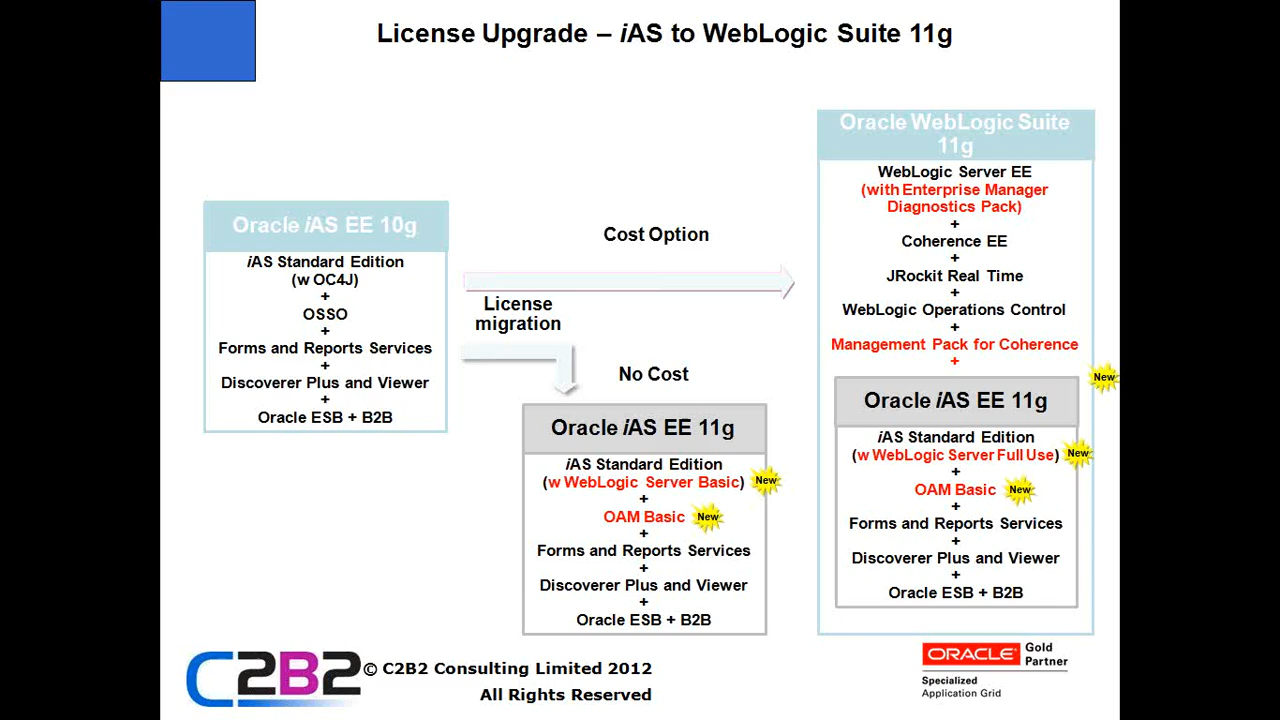 License Upgrade – iAS to WebLogic Suite 11g
Oracle iAS EE 10g
iAS Standard Edition
(w OC4J)
+
OSSO
+
Forms and Reports Services
+
Discoverer Plus and Viewer
+
Oracle ESB + B2B
Cost Option
License
migration
No Cost
Oracle iAS EE 11g
iAS Standard Edition
(w WebLogic Server Basic)
New
+
OAM Basic
New
+
Forms and Reports Services
+
Discoverer Plus and Viewer
+
Oracle ESB + B2B
Oracle WebLogic Suite
11g
WebLogic Server EE
(with Enterprise Manager
Diagnostics Pack)
+
Coherence EE
+
JRockit Real Time
+
WebLogic Operations Control
+
Management Pack for Coherence
+
New
Oracle iAS EE 11g
iAS Standard Edition
(w WebLogic Server Full Use)
New
+
OAM Basic
New
+
Forms and Reports Services
+
Discoverer Plus and Viewer
+
Oracle ESB + B2B
C2B2
© C2B2 Consulting Limited 2012
All Rights Reserved
ORACLE
Gold
Partner
Specialized
Application Grid